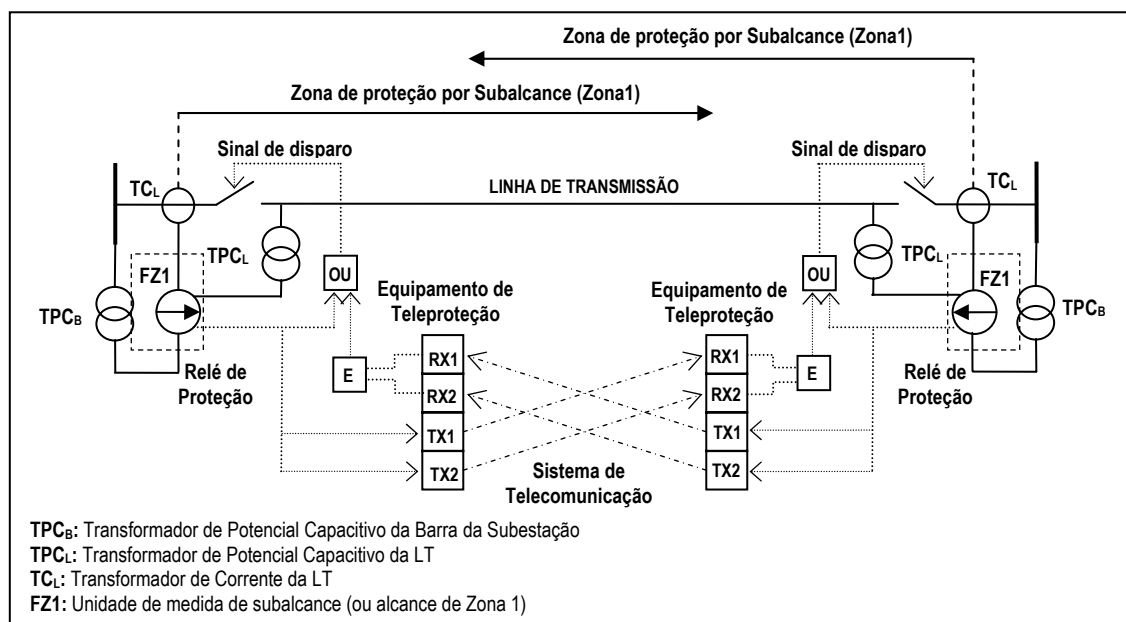 Zona de proteção por Subalcance (Zona1)
Zona de proteção por Subalcance (Zona1)
Sinal de disparo
Sinal de disparo
TCL
LINHA DE TRANSMISSÃO
TCL
TPCL
TPCL
FZ1
OU
OU
FZ1
Equipamento de
Teleproteção
Equipamento de
Teleproteção
TPCB
TPCB
RX1
RX1
E
E
Relé de
Proteção
Relé de
Proteção
RX2
RX2
TX1
TX1
TX2
TX2
Sistema de
Telecomunicação
TPCB: Transformador de Potencial Capacitivo da Barra da Subestação
TPCL: Transformador de Potencial Capacitivo da LT
TCL: Transformador de Corrente da LT
FZ1: Unidade de medida de subalcance (ou alcance de Zona 1)